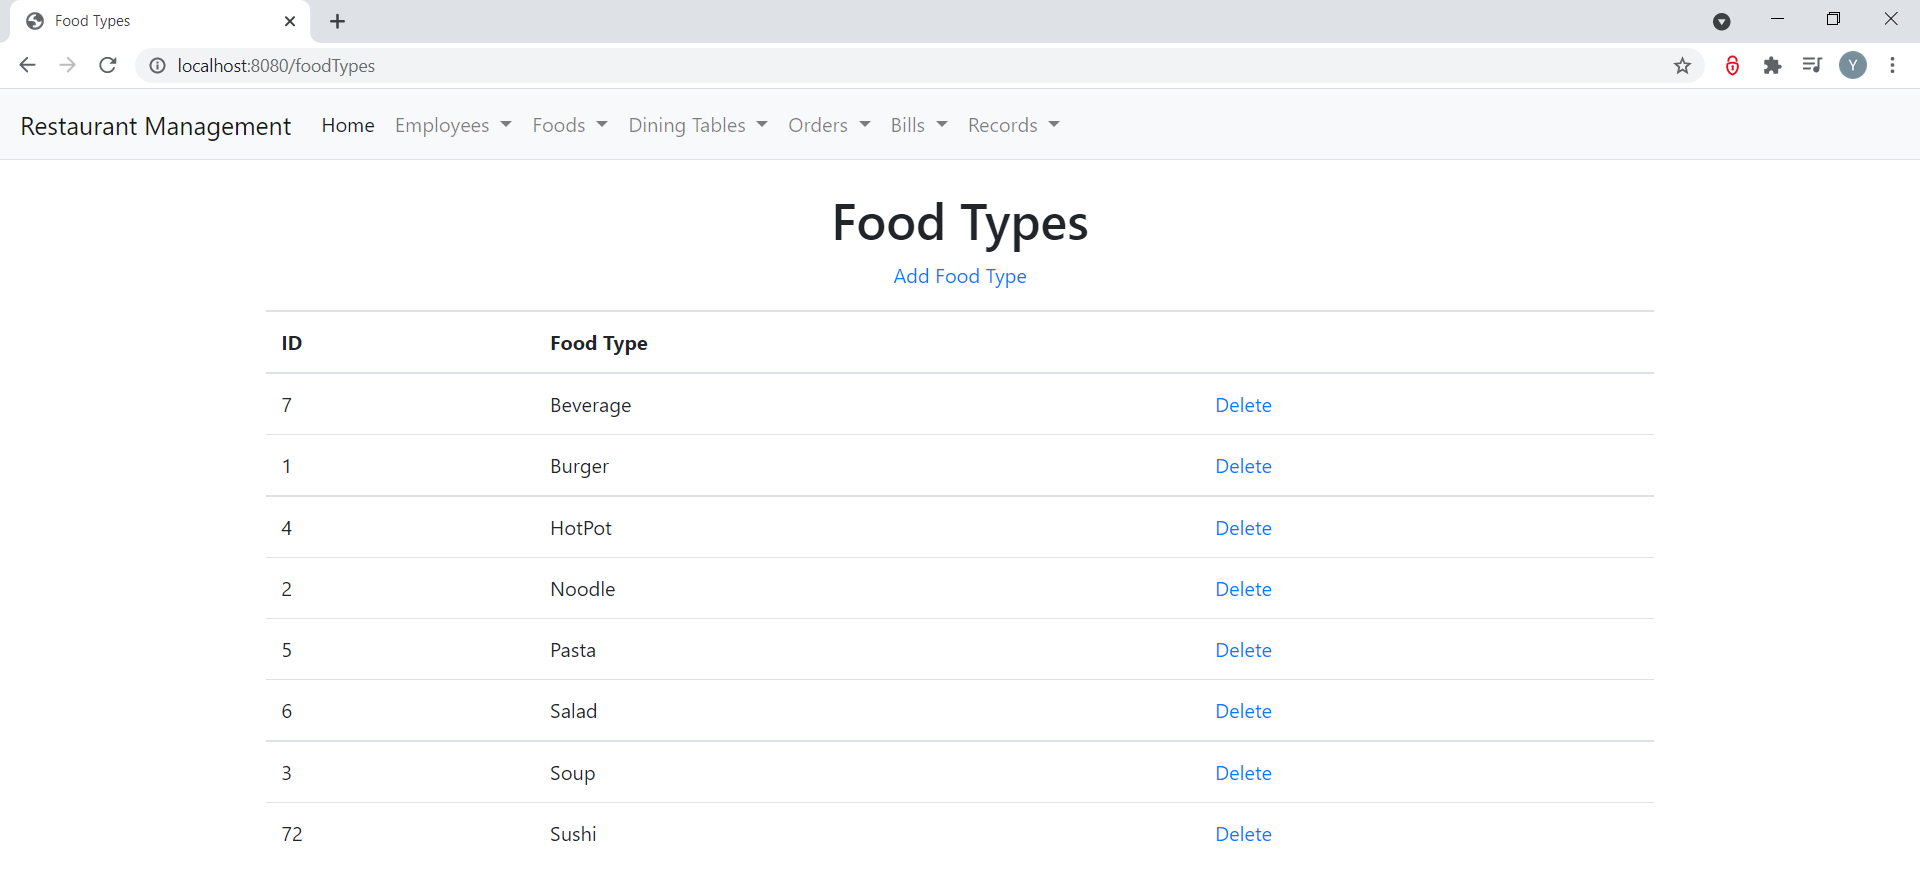 Food Types
localhost:8080/foodTypes
Y
Restaurant Management Home Employees Foods Dining Tables Orders Bills Records
Food Types
Add Food Type
ID Food Type
7 Beverage Delete
1 Burger Delete
4 HotPot Delete
2 Noodle Delete
5 Pasta Delete
6 Salad Delete
3 Soup Delete
72 Sushi Delete